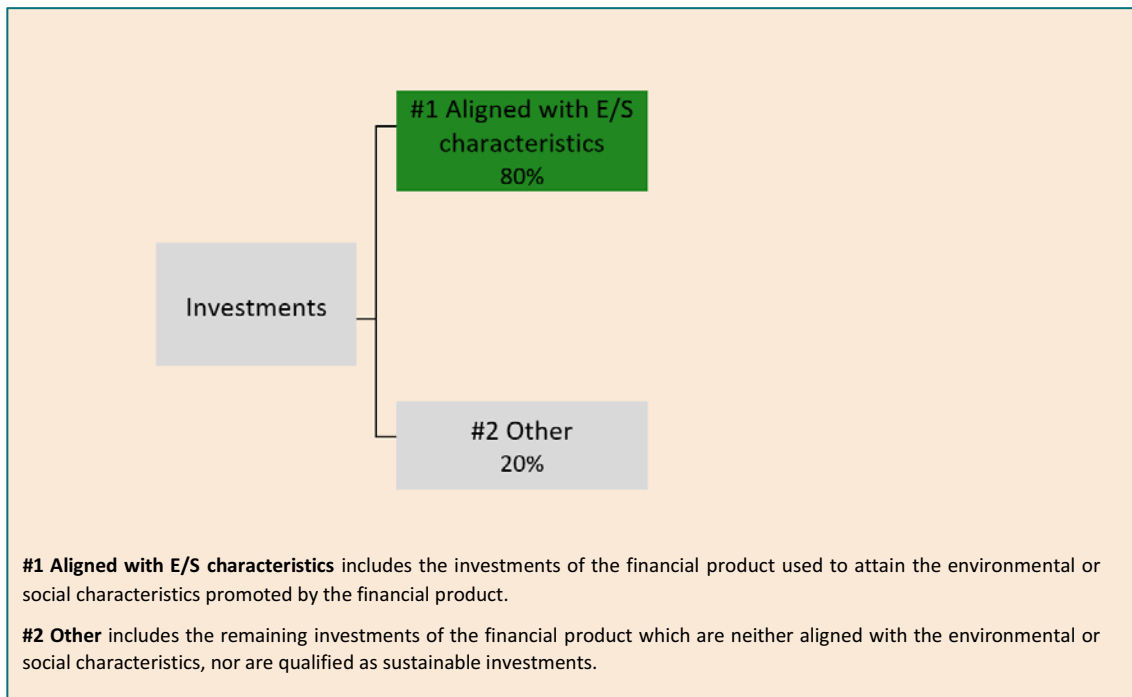 #1 Aligned with E/S
characteristics
80%
Investments
#2 Other
20%
#1 Aligned with E/S characteristics includes the investments of the financial product used to attain the environmental or
social characteristics promoted by the financial product.
#2 Other includes the remaining investments of the financial product which are neither aligned with the environmental or
social characteristics, nor are qualified as sustainable investments.